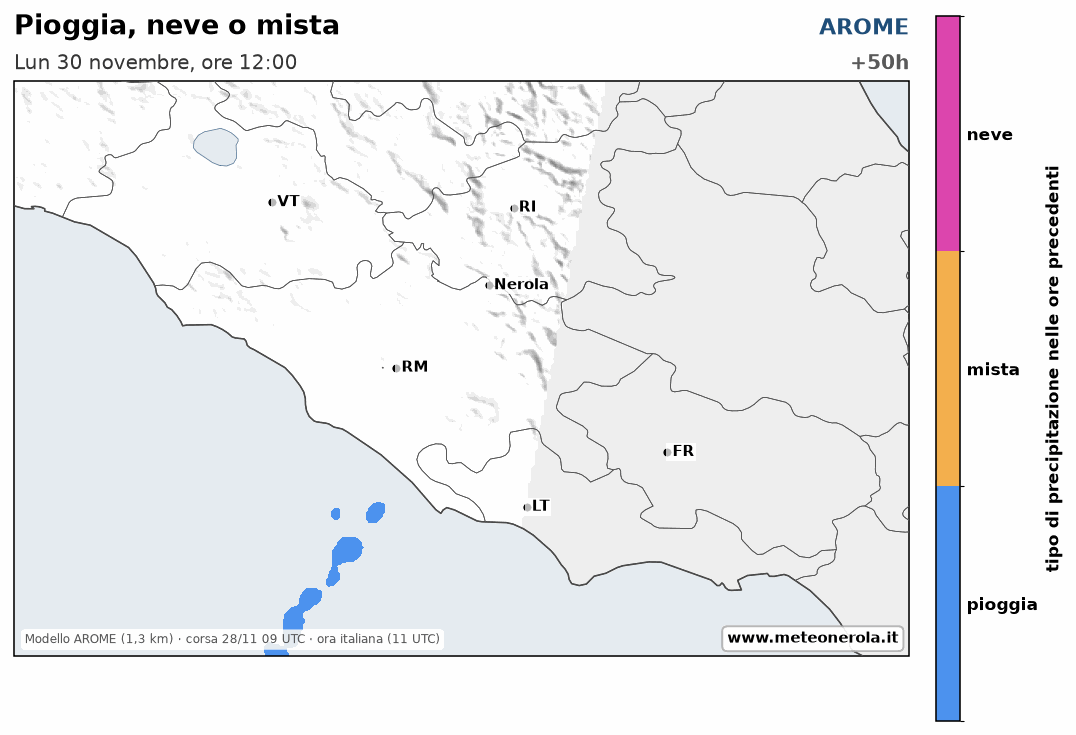 Pioggia, neve o mista
AROME
Lun 30 novembre, ore 12:00
+50h
neve
VT
RI
Nerola
mista
RM
FR
LT
pioggia
tipo di precipitazione nelle ore precedenti
Modello AROME (1,3 km) · corsa 28/11 09 UTC · ora italiana (11 UTC)
www.meteonerola.it